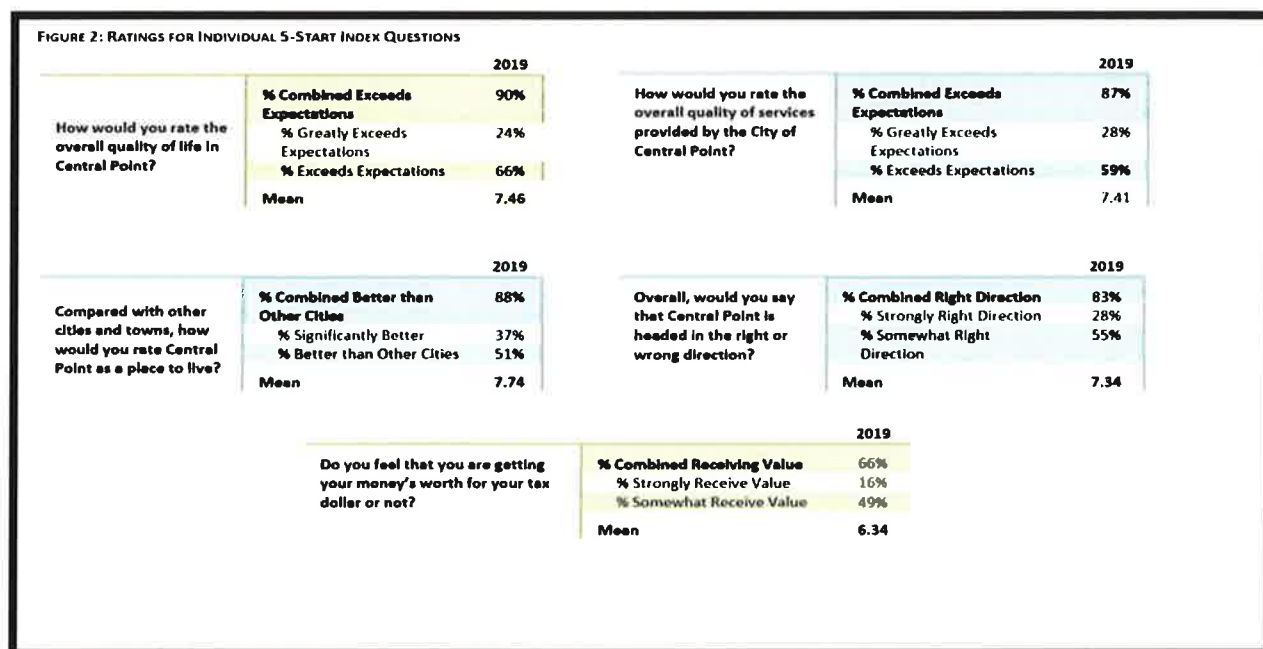 FIGURE 2: RATINGS FOR INDIVIDUAL 5-START INDEX QUESTIONS
2019
How would you rate the
overall quality of life in
Central Point?
% Combined Exceeds 90%
Expectations
% Greatly Exceeds 24%
Expectations
% Exceeds Expectations 66%
Mean 7.46
2019
How would you rate the
overall quality of services
provided by the City of
Central Point?
% Combined Exceeds 87%
Expectations
% Greatly Exceeds 28%
Expectations
% Exceeds Expectations 59%
Mean 7.41
2019
Compared with other
cities and towns, how
would you rate Central
Point as a place to live?
% Combined Better than 88%
Other Cities
% Significantly Better 37%
% Better than Other Cities 51%
Mean 7.74
2019
Overall, would you say
that Central Point is
headed in the right or
wrong direction?
% Combined Right Direction 83%
% Strongly Right Direction 28%
% Somewhat Right 55%
Direction
Mean 7.34
2019
Do you feel that you are getting
your money's worth for your tax
dollar or not?
% Combined Receiving Value 66%
% Strongly Receive Value 16%
% Somewhat Receive Value 49%
Mean 6.34